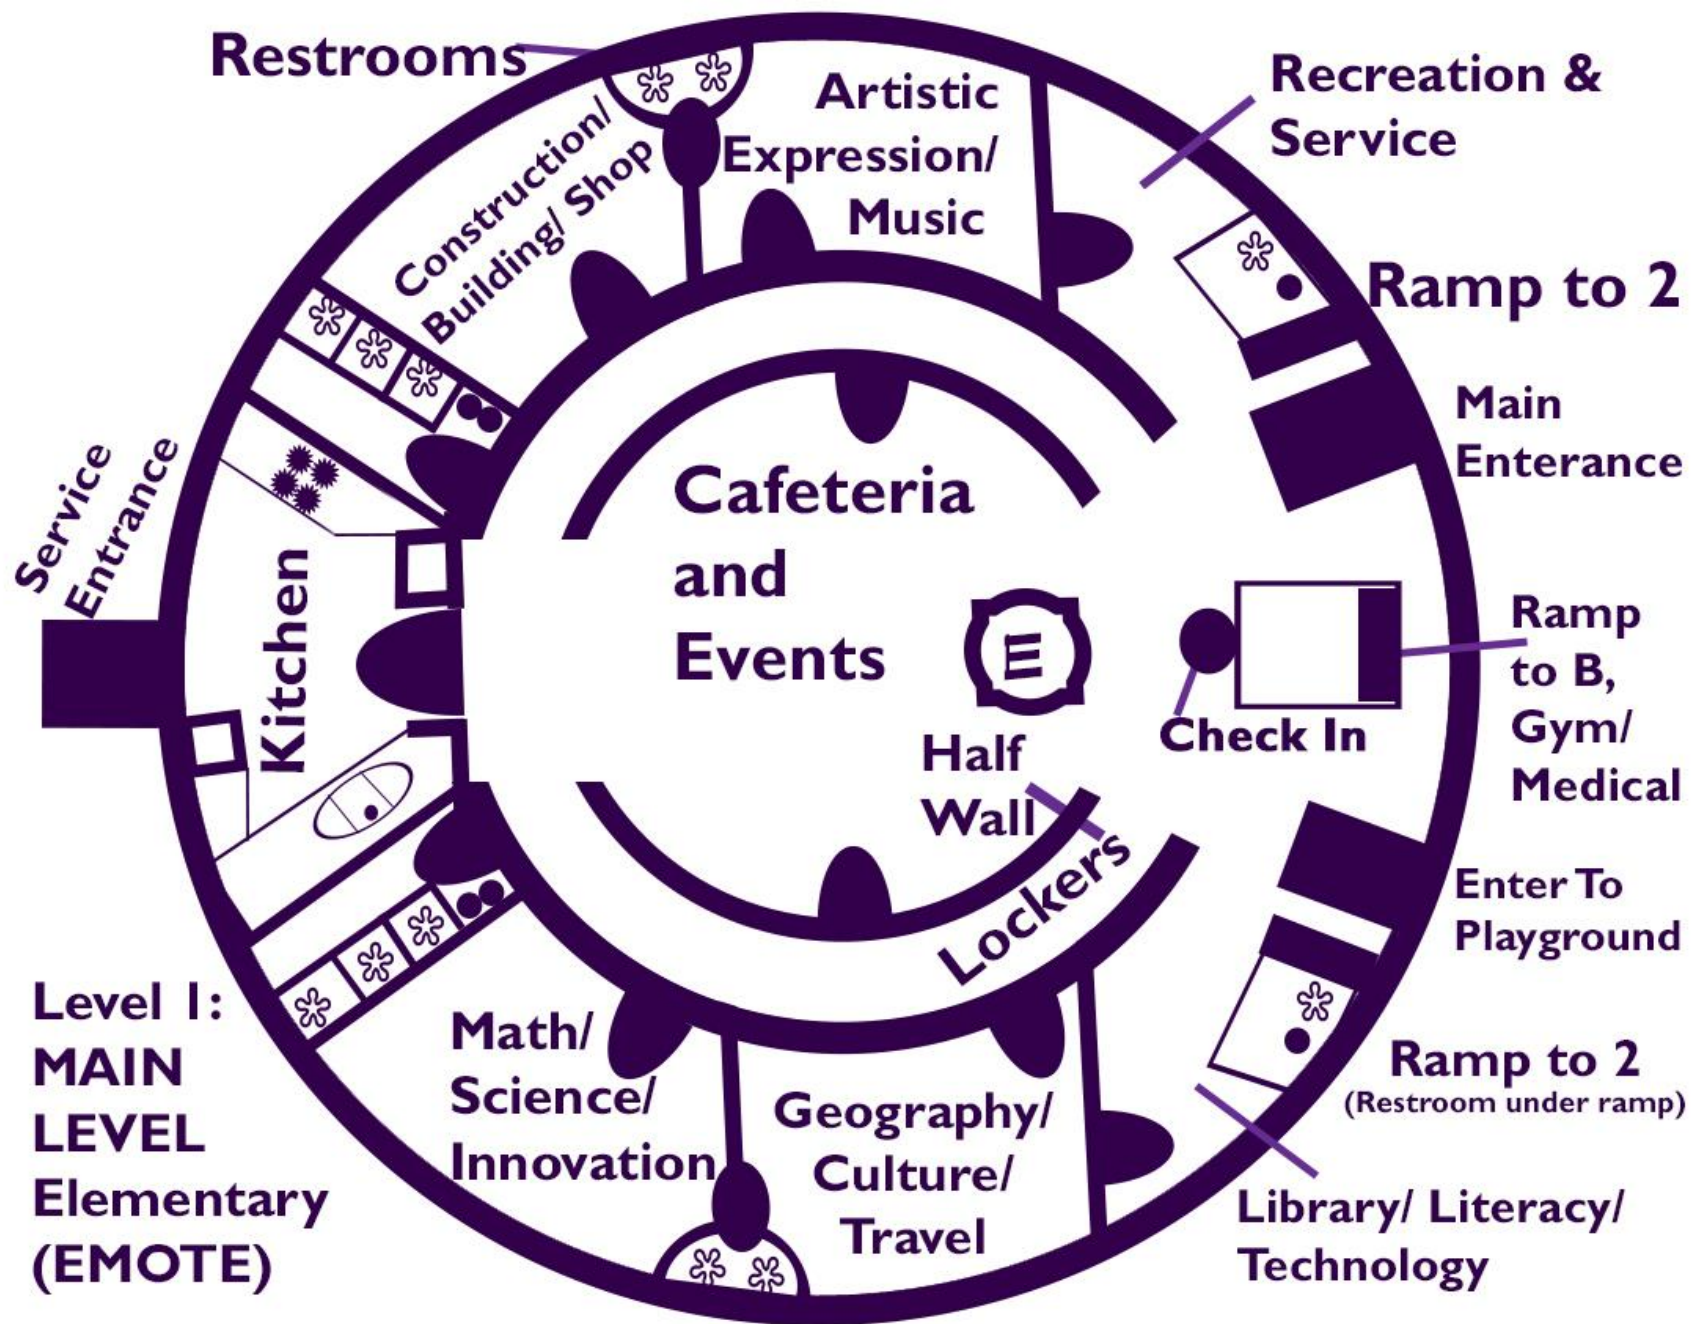 Restrooms
Artistic
Expression/
Music
Recreation &
Service
Construction/
Building/ Shop
Ramp to 2
Main
Enterance
Service
Entrance
Cafeteria
and
Events
Kitchen
E
Ramp
to B,
Gym/
Medical
Check In
Half
Wall
Lockers
Enter To
Playground
Level 1:
MAIN
LEVEL
Elementary
(EMOTE)
Math/
Science/
Innovation
Geography/
Culture/
Travel
Ramp to 2
(Restroom under ramp)
Library/ Literacy/
Technology